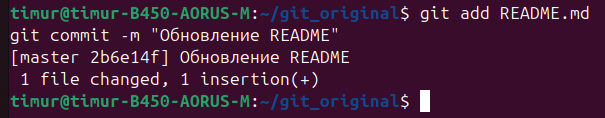 timur@timur-B450-AORUS-M:~/git_original$ git add README.md
git commit -m "Обновление README"
[master 2b6e14f] Обновление README
 1 file changed, 1 insertion(+)
timur@timur-B450-AORUS-M:~/git_original$